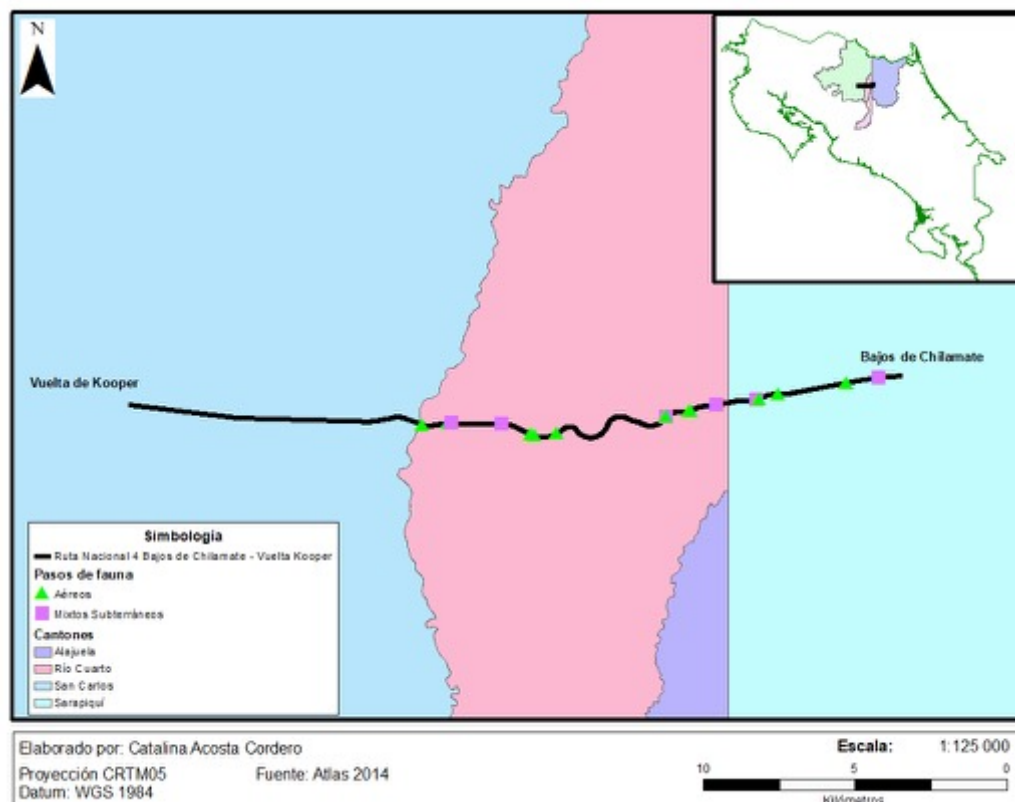 N
Vuelta de Kooper
Bajos de Chilamate
Simbología
Ruta Nacional 4 Bajos de Chilamate - Vuelta Kooper
Pasos de fauna
Aéreos
Mixtos Subterráneos
Cantones
Alajuela
Río Cuarto
San Carlos
Sarapiquí
Elaborado por: Catalina Acosta Cordero
Proyección CRTM05 Fuente: Atlas 2014
Datum: WGS 1984
Escala: 1:125 000
10 5 0
Kilómetros